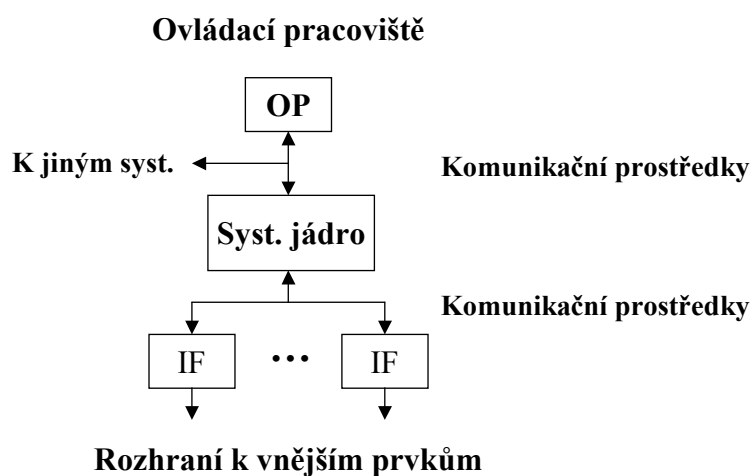 Ovládací pracoviště
OP
K jiným syst.
Komunikační prostředky
Syst. jádro
Komunikační prostředky
IF
...
IF
Rozhraní k vnějším prvkům